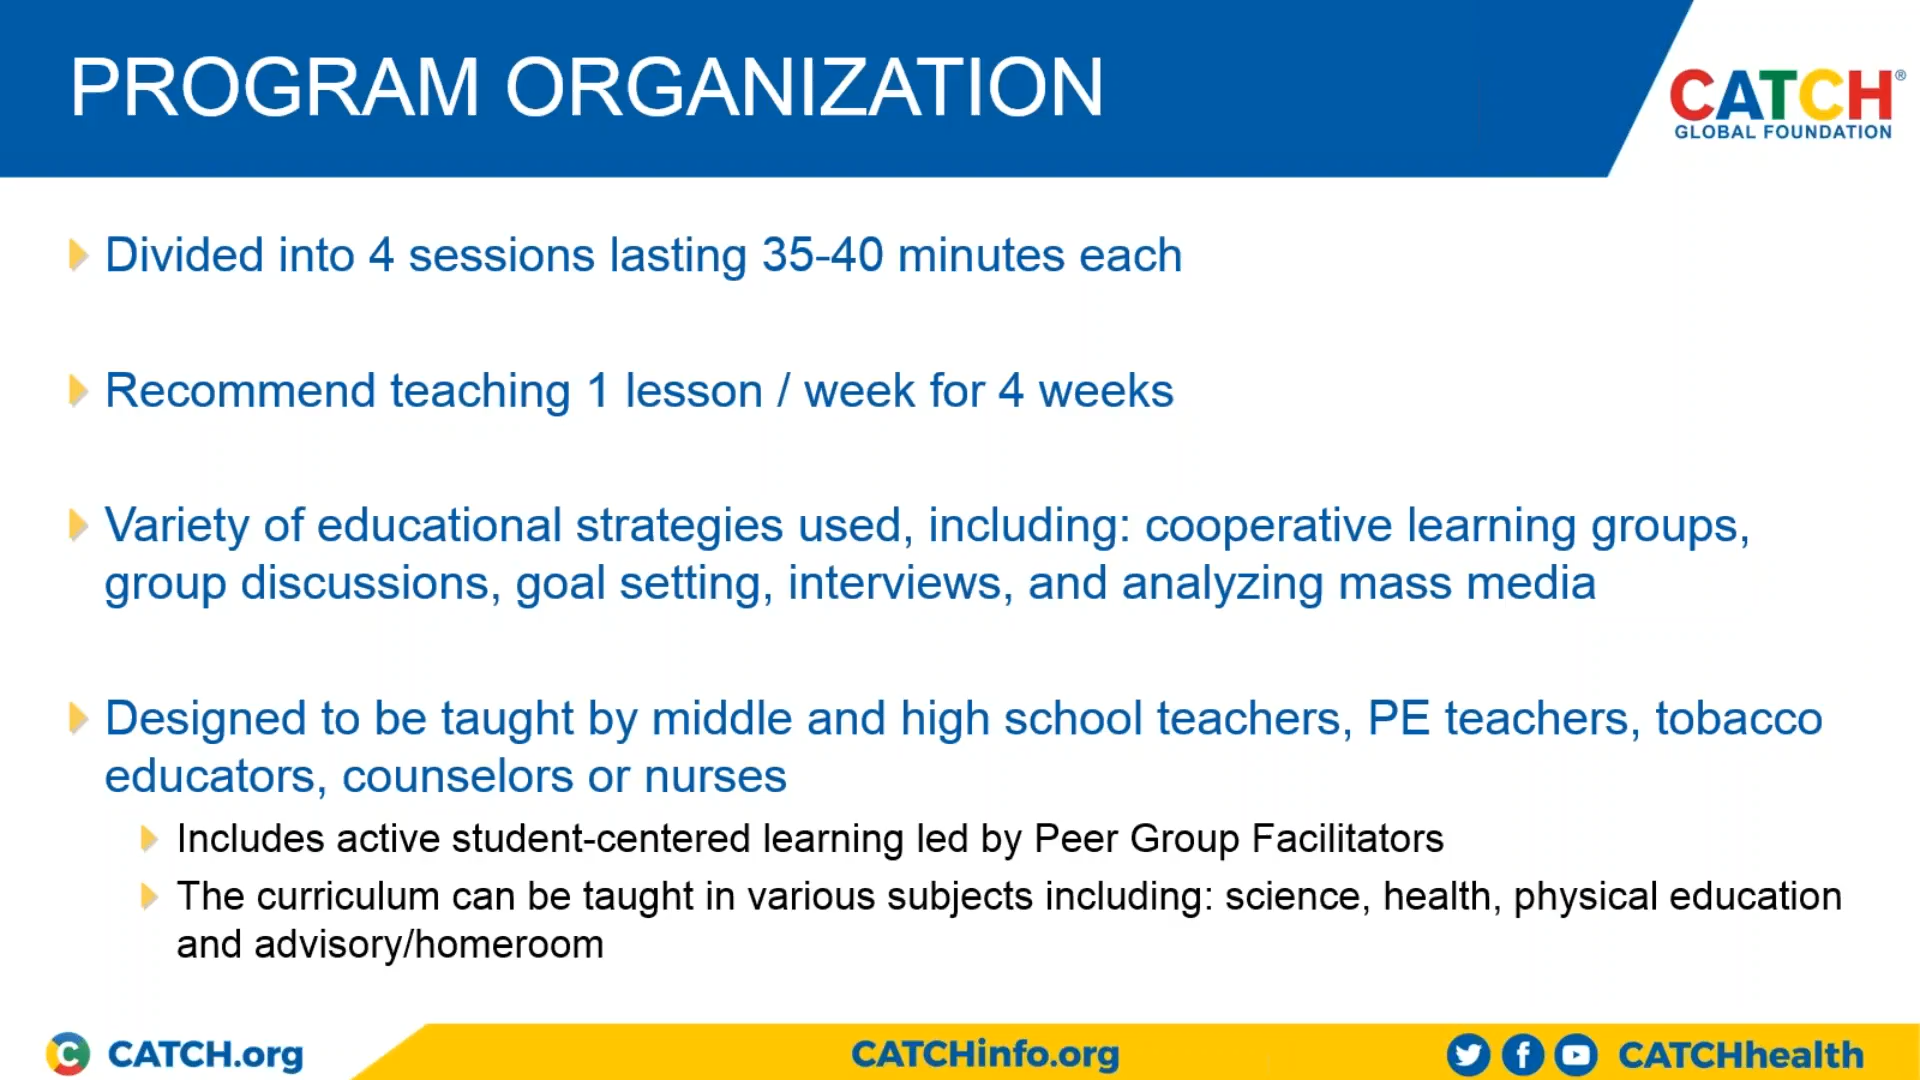 PROGRAM ORGANIZATION
CATCH®
GLOBAL FOUNDATION
Divided into 4 sessions lasting 35-40 minutes each
Recommend teaching 1 lesson / week for 4 weeks
Variety of educational strategies used, including: cooperative learning groups,
group discussions, goal setting, interviews, and analyzing mass media
Designed to be taught by middle and high school teachers, PE teachers, tobacco
educators, counselors or nurses
Includes active student-centered learning led by Peer Group Facilitators
The curriculum can be taught in various subjects including: science, health, physical education
and advisory/homeroom
C CATCH.org
CATCHinfo.org
CATCHhealth